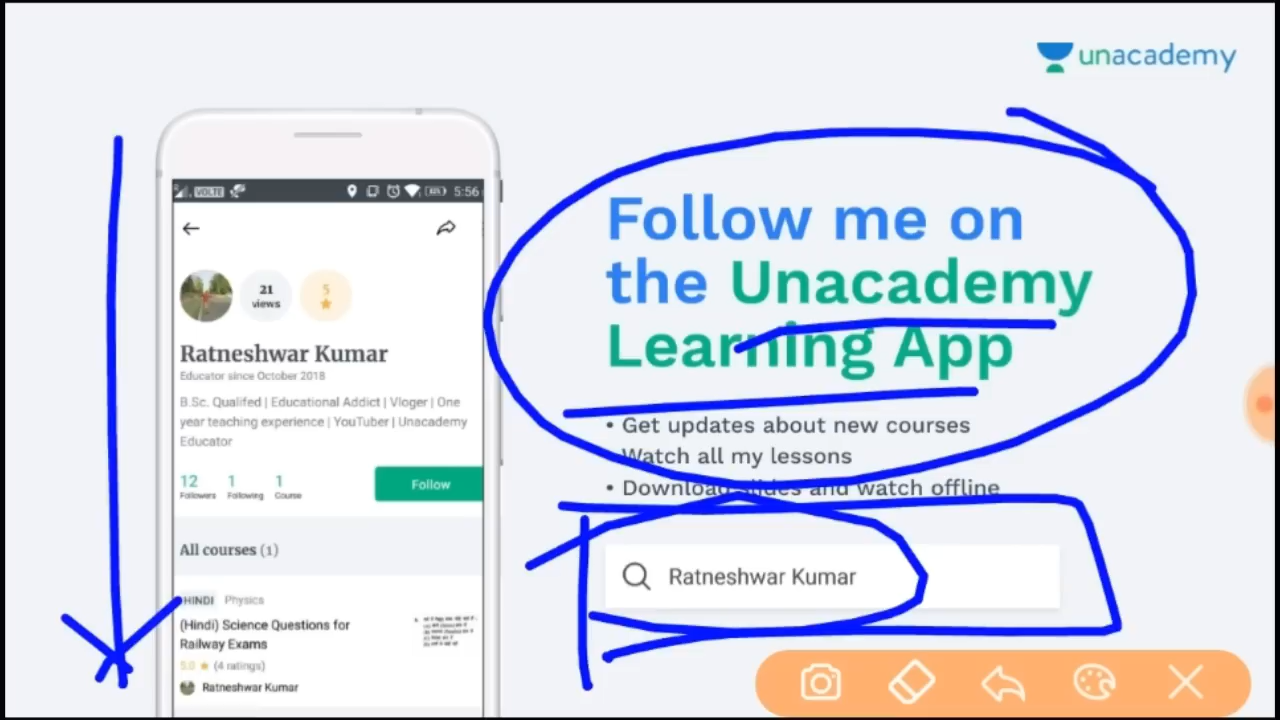 unacademy
VOLTE 5:56
21
views
5
Ratneshwar Kumar
Educator since October 2018
B.Sc. Qualifed | Educational Addict | Vloger | One
year teaching experience | YouTuber | Unacademy
Educator
12 1 1
Followers Following Course
Follow
All courses (1)
HINDI Physics
(Hindi) Science Questions for
Railway Exams
5.0 ★ (4 ratings)
Ratneshwar Kumar
Follow me on
the Unacademy
Learning App
• Get updates about new courses
• Watch all my lessons
• Download slides and watch offline
Ratneshwar Kumar